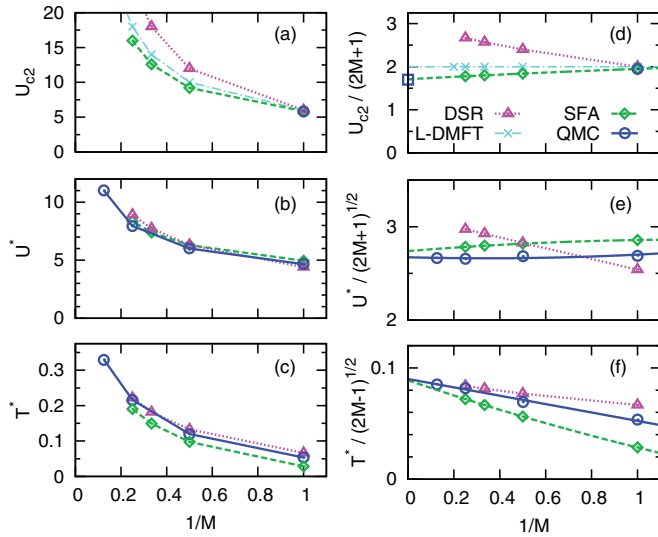 20
15
10
5
0
U_c2
(a)
10
5
0
U*
(b)
0.3
0.2
0.1
0
T*
(c)
0
0.2
0.4
0.6
0.8
1
1/M
3
2
1
0
U_c2 / (2M+1)
(d)
DSR
SFA
L-DMFT
QMC
3
2
U* / (2M+1)^1/2
(e)
0.1
0
T* / (2M-1)^1/2
(f)
0
0.2
0.4
0.6
0.8
1
1/M